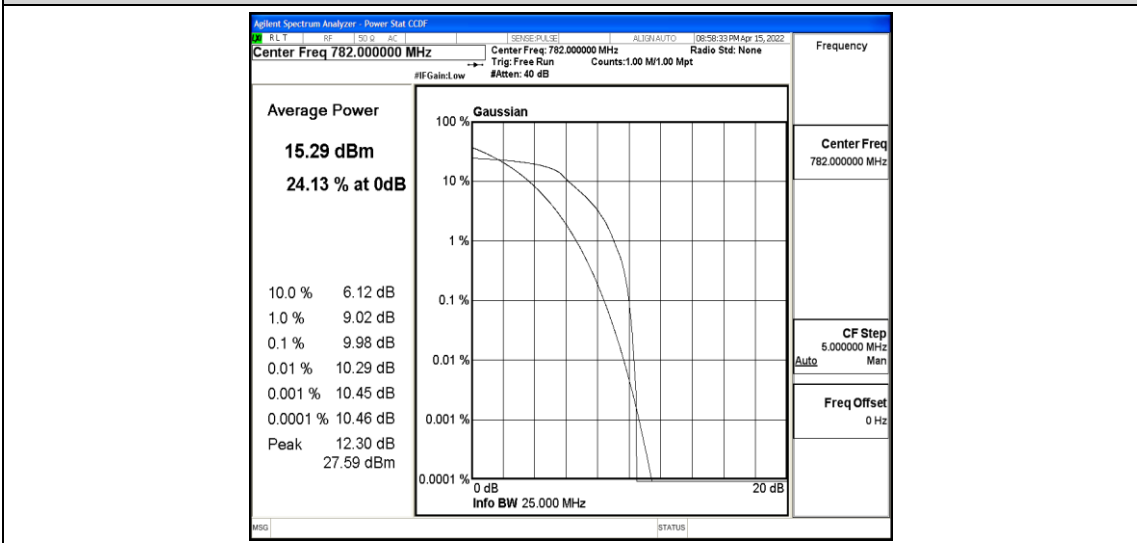 Agilent Spectrum Analyzer - Power Stat CCDF
RLT RF 50 Ω AC SENSE:PULSE ALIGNAUTO 08:58:33 PM Apr 15, 2022
Center Freq 782.000000 MHz
Center Freq: 782.000000 MHz Radio Std: None
Trig: Free Run Counts:1.00 M/1.00 Mpt
#IFGain:Low #Atten: 40 dB
Frequency
Average Power
15.29 dBm
24.13 % at 0dB
10.0 % 6.12 dB
1.0 % 9.02 dB
0.1 % 9.98 dB
0.01 % 10.29 dB
0.001 % 10.45 dB
0.0001 % 10.46 dB
Peak 12.30 dB
27.59 dBm
Gaussian
100 %
10 %
1 %
0.1 %
0.01 %
0.001 %
0.0001 %
0 dB 20 dB
Info BW 25.000 MHz
Center Freq
782.000000 MHz
CF Step
5.000000 MHz
Auto Man
Freq Offset
0 Hz
MSG STATUS